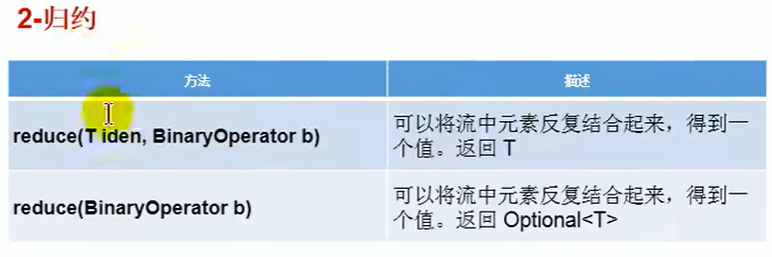 2-归约
方法
描述
reduce(T iden, BinaryOperator b)
可以将流中元素反复结合起来，得到一
个值。返回 T
reduce(BinaryOperator b)
可以将流中元素反复结合起来，得到一
个值。返回 Optional<T>